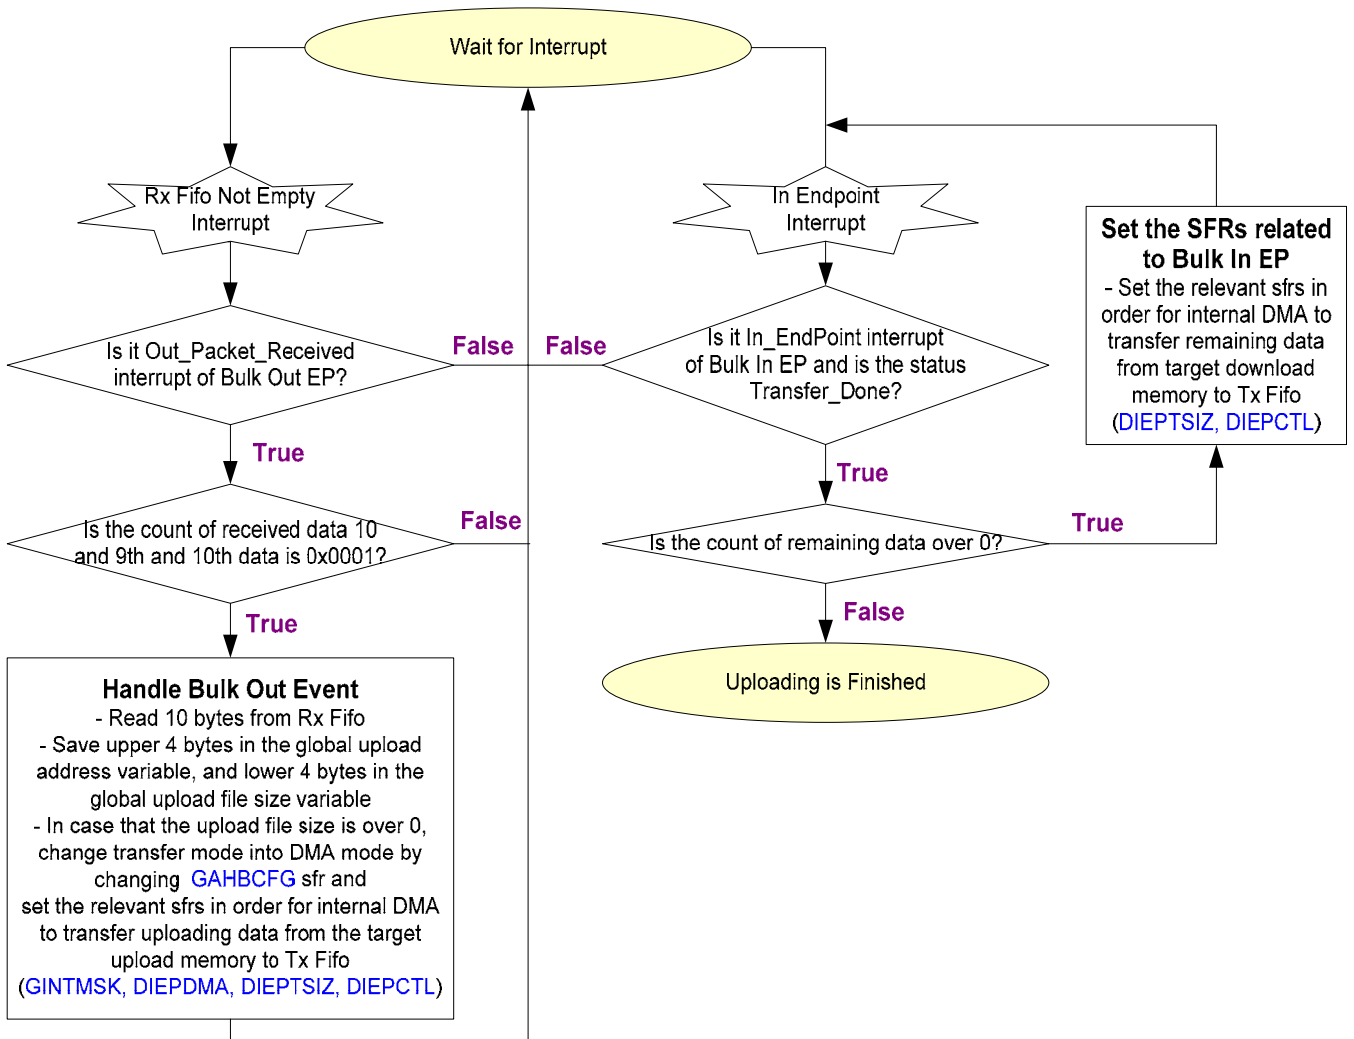 Wait for Interrupt
Rx Fifo Not Empty
Interrupt
In Endpoint
Interrupt
Is it Out_Packet_Received
interrupt of Bulk Out EP?
False
False
Is it In_EndPoint interrupt
of Bulk In EP and is the status
Transfer_Done?
Set the SFRs related
to Bulk In EP
- Set the relevant sfrs in
order for internal DMA to
transfer remaining data
from target download
memory to Tx Fifo
(DIEPTSIZ, DIEPCTL)
True
True
Is the count of received data 10
and 9th and 10th data is 0x0001?
False
Is the count of remaining data over 0?
True
True
False
Handle Bulk Out Event
- Read 10 bytes from Rx Fifo
- Save upper 4 bytes in the global upload
address variable, and lower 4 bytes in the
global upload file size variable
- In case that the upload file size is over 0,
change transfer mode into DMA mode by
changing GAHBCFG sfr and
set the relevant sfrs in order for internal DMA
to transfer uploading data from the target
upload memory to Tx Fifo
(GINTMSK, DIEPDMA, DIEPTSIZ, DIEPCTL)
Uploading is Finished